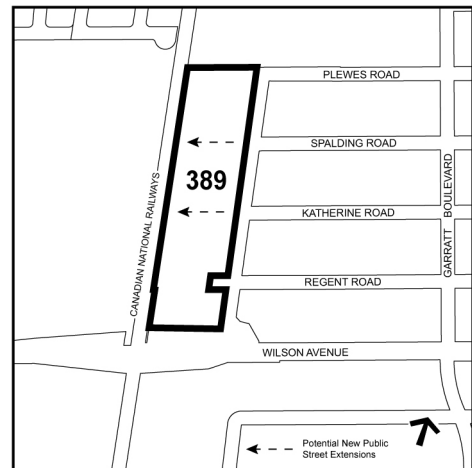 PLEWES ROAD
SPALDING ROAD
389
KATHERINE ROAD
CANADIAN NATIONAL RAILWAYS
GARRATT BOULEVARD
REGENT ROAD
WILSON AVENUE
Potential New Public
Street Extensions